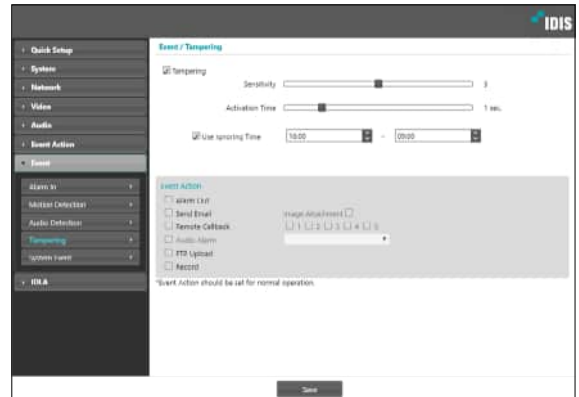 IDIS
Quick Setup
System
Network
Video
Audio
Event Action
Event
Alarm In
Motion Detection
Audio Detection
Tampering
System Event
IDLA
Event / Tampering
Tampering
Sensitivity 3
Activation Time 1 sec.
Use Ignoring Time 18:00 ~ 09:00
Event Action
Alarm Out
Send Email Image Attachment
Remote Callback 1 2 3 4 5
Audio Alarm
FTP Upload
Record
*Event Action should be set for normal operation.
Save